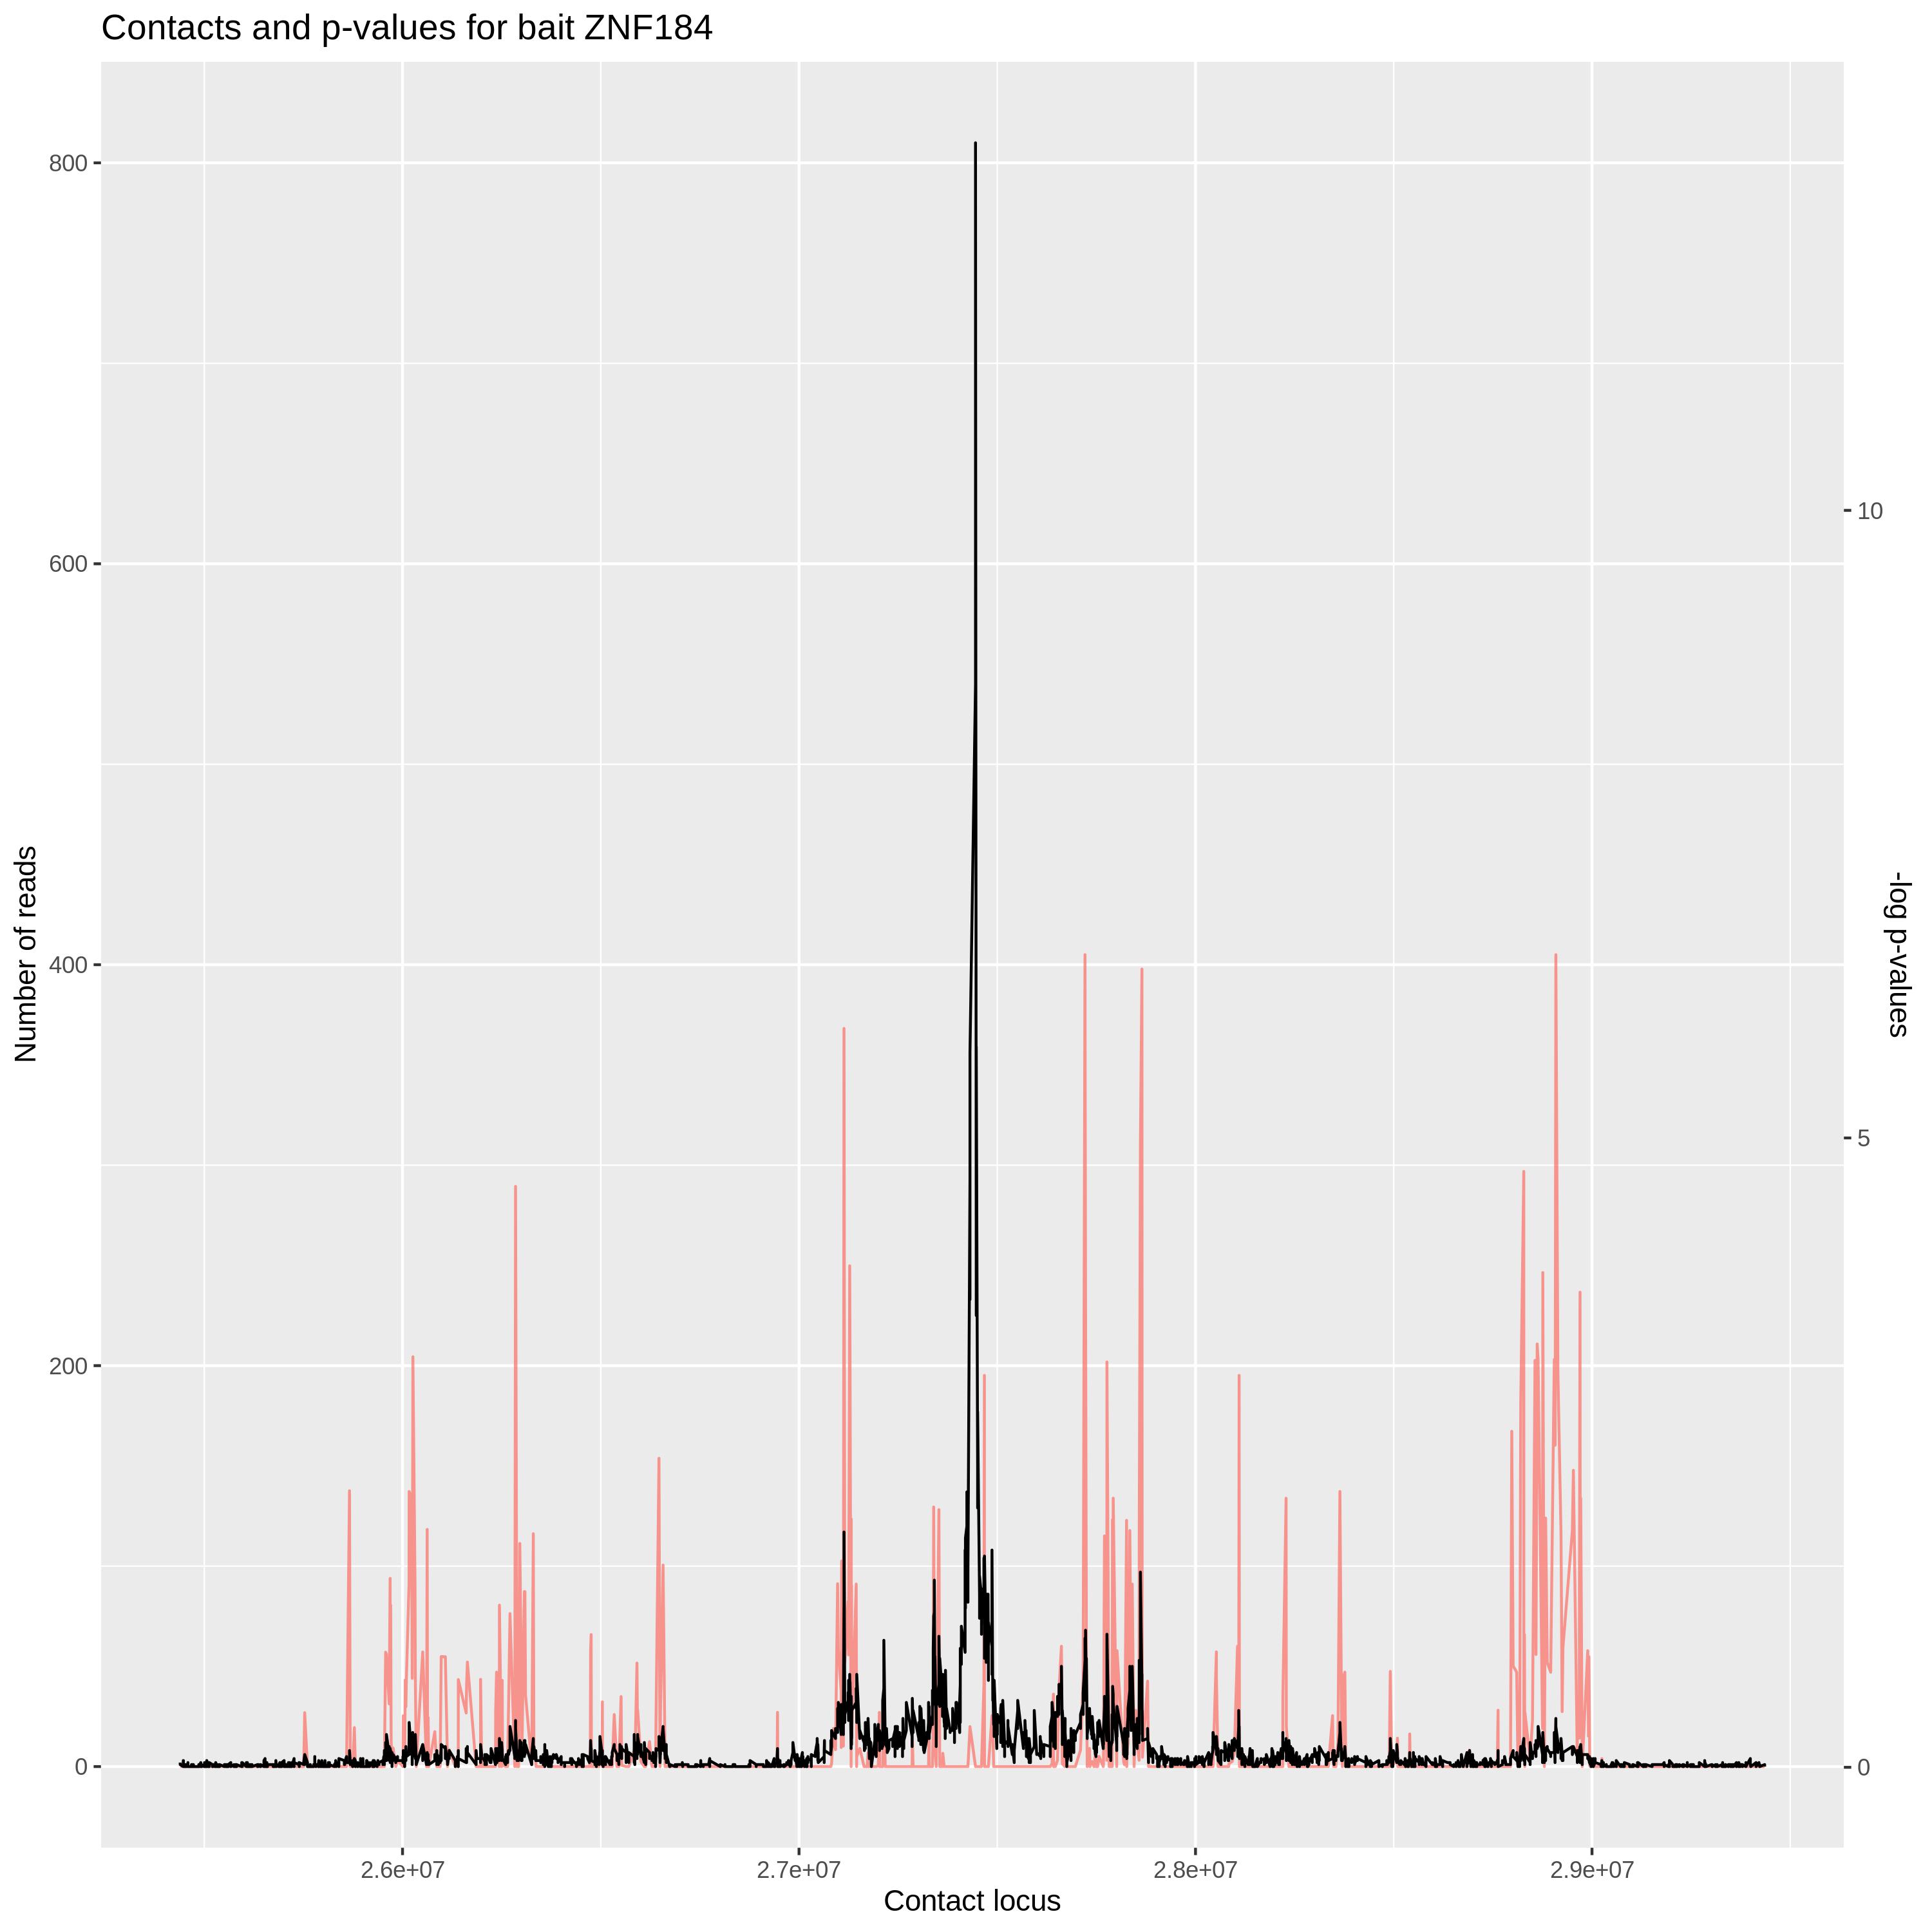 Contacts and p-values for bait ZNF184
800
600
400
200
0
Number of reads
10
5
0
-log p-values
2.6e+07
2.7e+07
2.8e+07
2.9e+07
Contact locus